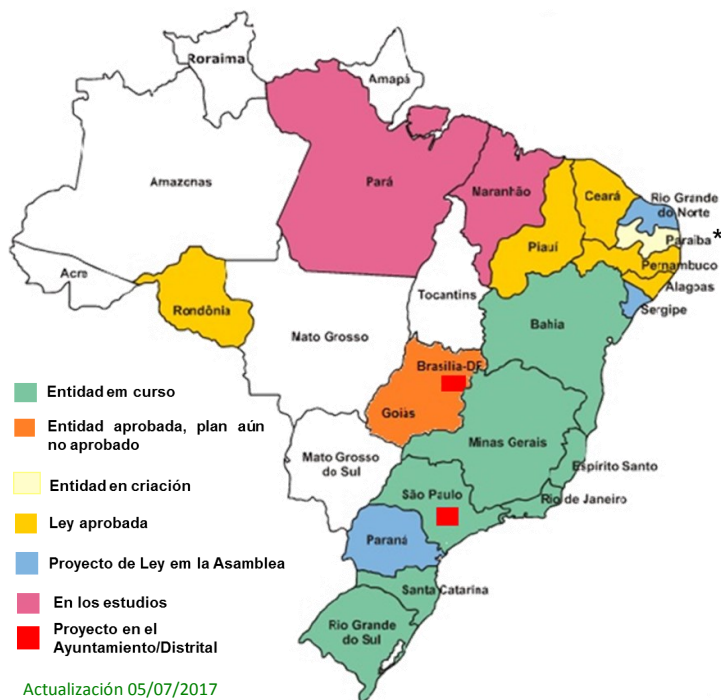 Roraima
Amapá
Amazonas
Pará
Maranhão
Ceará
Rio Grande
do Norte
Paraíba*
Piauí
Pernambuco
Acre
Alagoas
Tocantins
Sergipe
Rondônia
Bahia
Mato Grosso
Brasília-DF
Goiás
Minas Gerais
Mato Grosso
do Sul
Espírito Santo
São Paulo
Rio de Janeiro
Paraná
Santa Catarina
Rio Grande
do Sul
Entidad em curso
Entidad aprobada, plan aún
no aprobado
Entidad en criación
Ley aprobada
Proyecto de Ley em la Asamblea
En los estudios
Proyecto en el
Ayuntamiento/Distrital
Actualización 05/07/2017